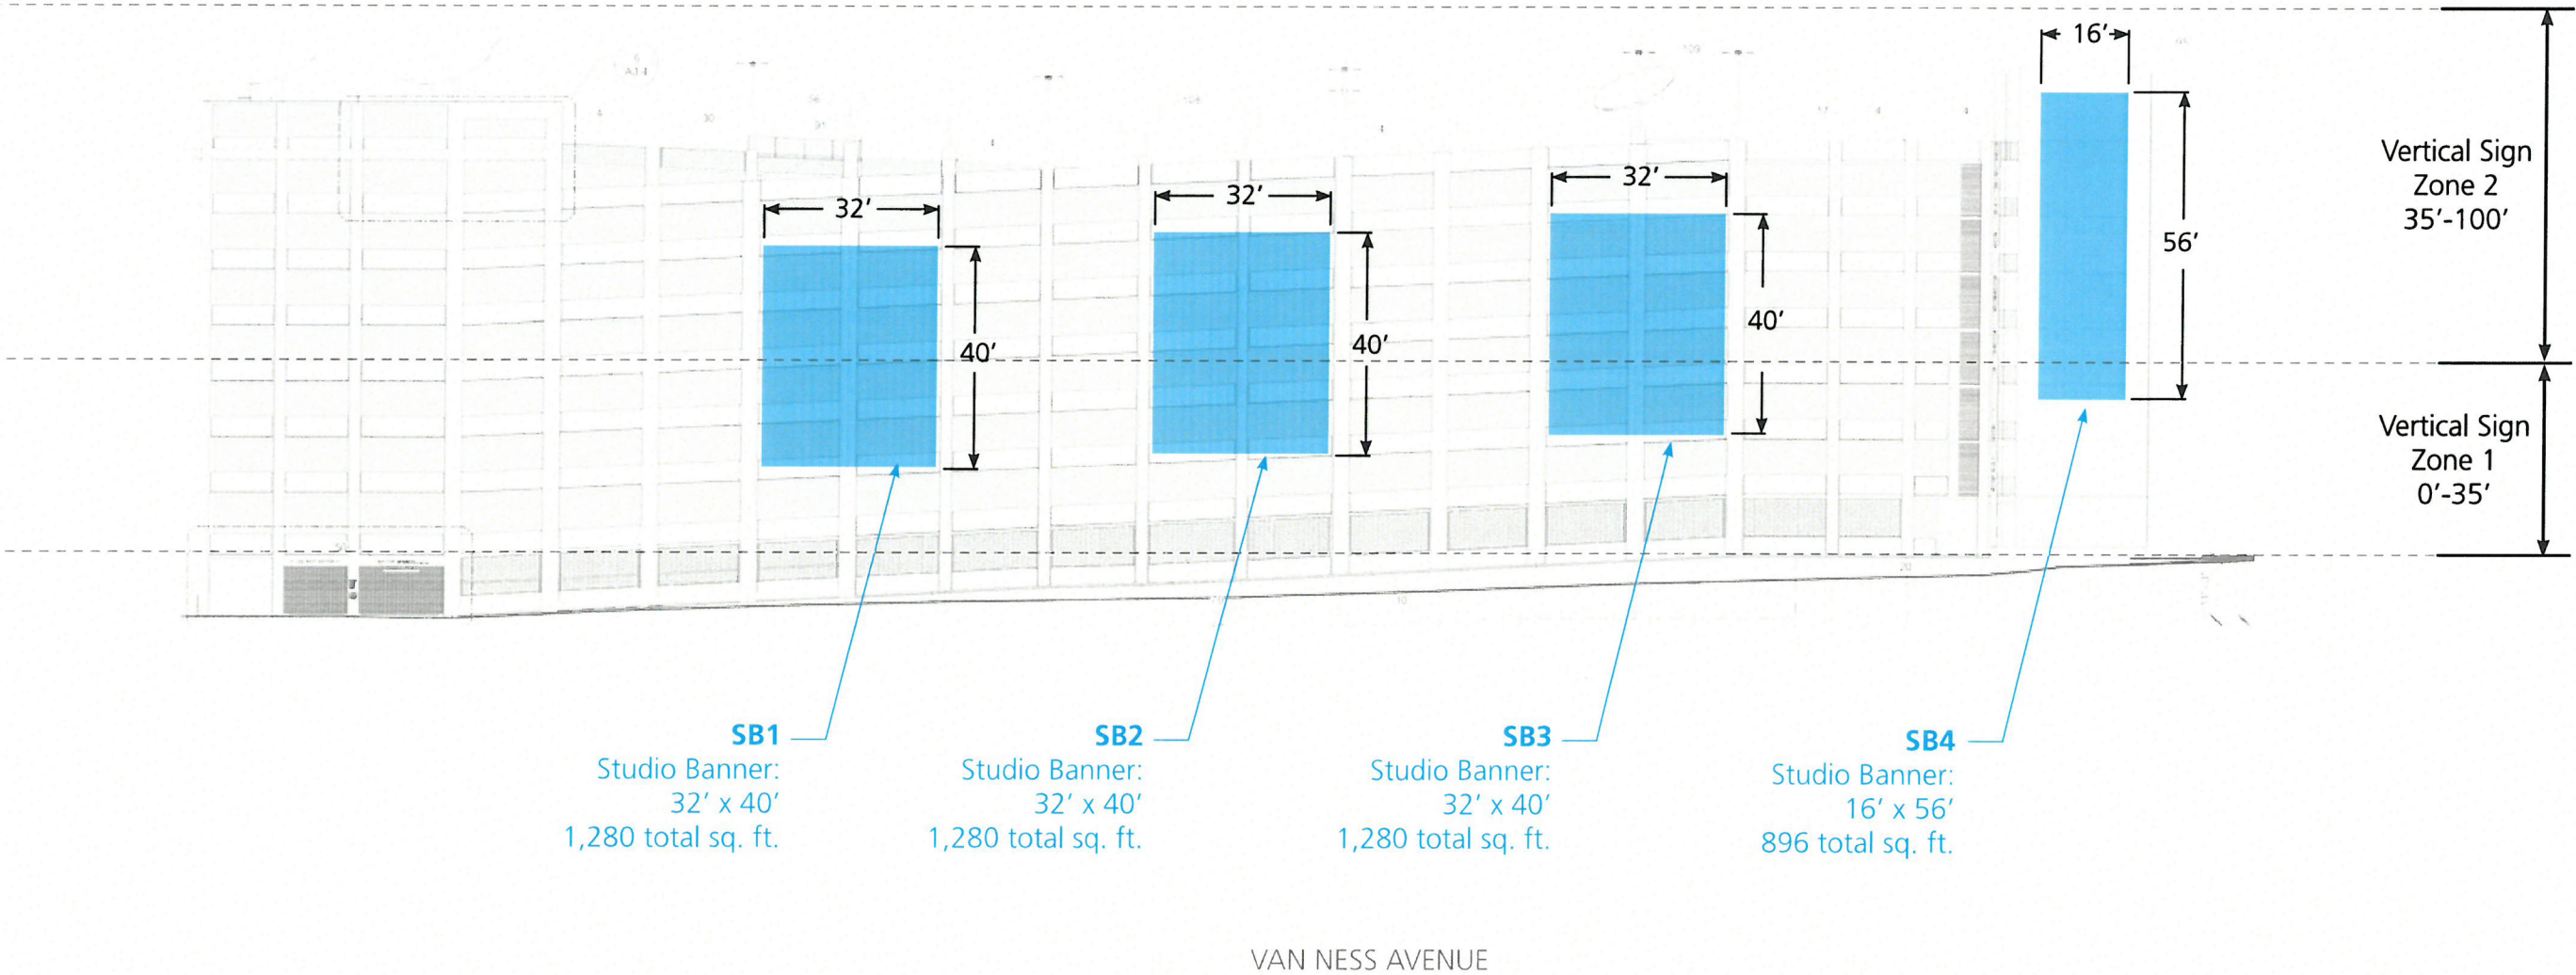 16’
32’
32’
32’
40’
40’
40’
56’
Vertical Sign
Zone 2
35’-100’
Vertical Sign
Zone 1
0’-35’
SB1
Studio Banner:
32’ x 40’
1,280 total sq. ft.
SB2
Studio Banner:
32’ x 40’
1,280 total sq. ft.
SB3
Studio Banner:
32’ x 40’
1,280 total sq. ft.
SB4
Studio Banner:
16’ x 56’
896 total sq. ft.
VAN NESS AVENUE